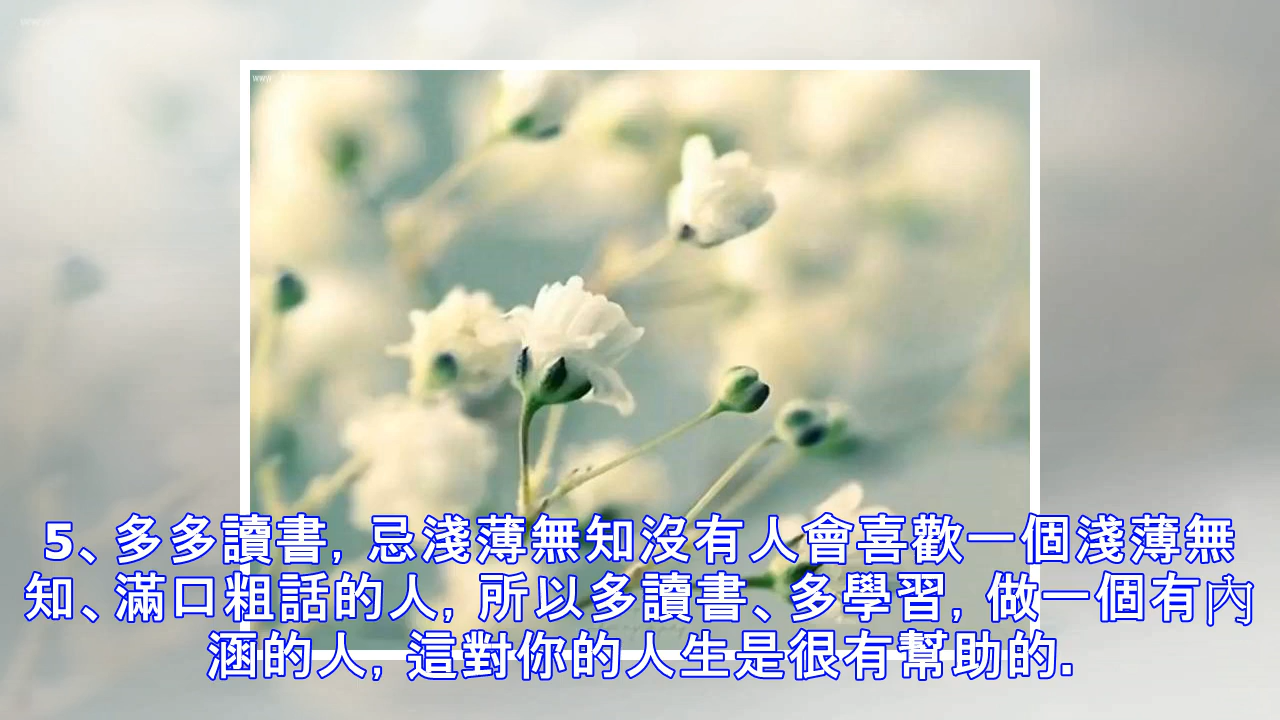 5、多多讀書, 忌淺薄無知沒有人會喜歡一個淺薄無
知、滿口粗話的人, 所以多讀書、多學習, 做一個有內
涵的人, 這對你的人生是很有幫助的.